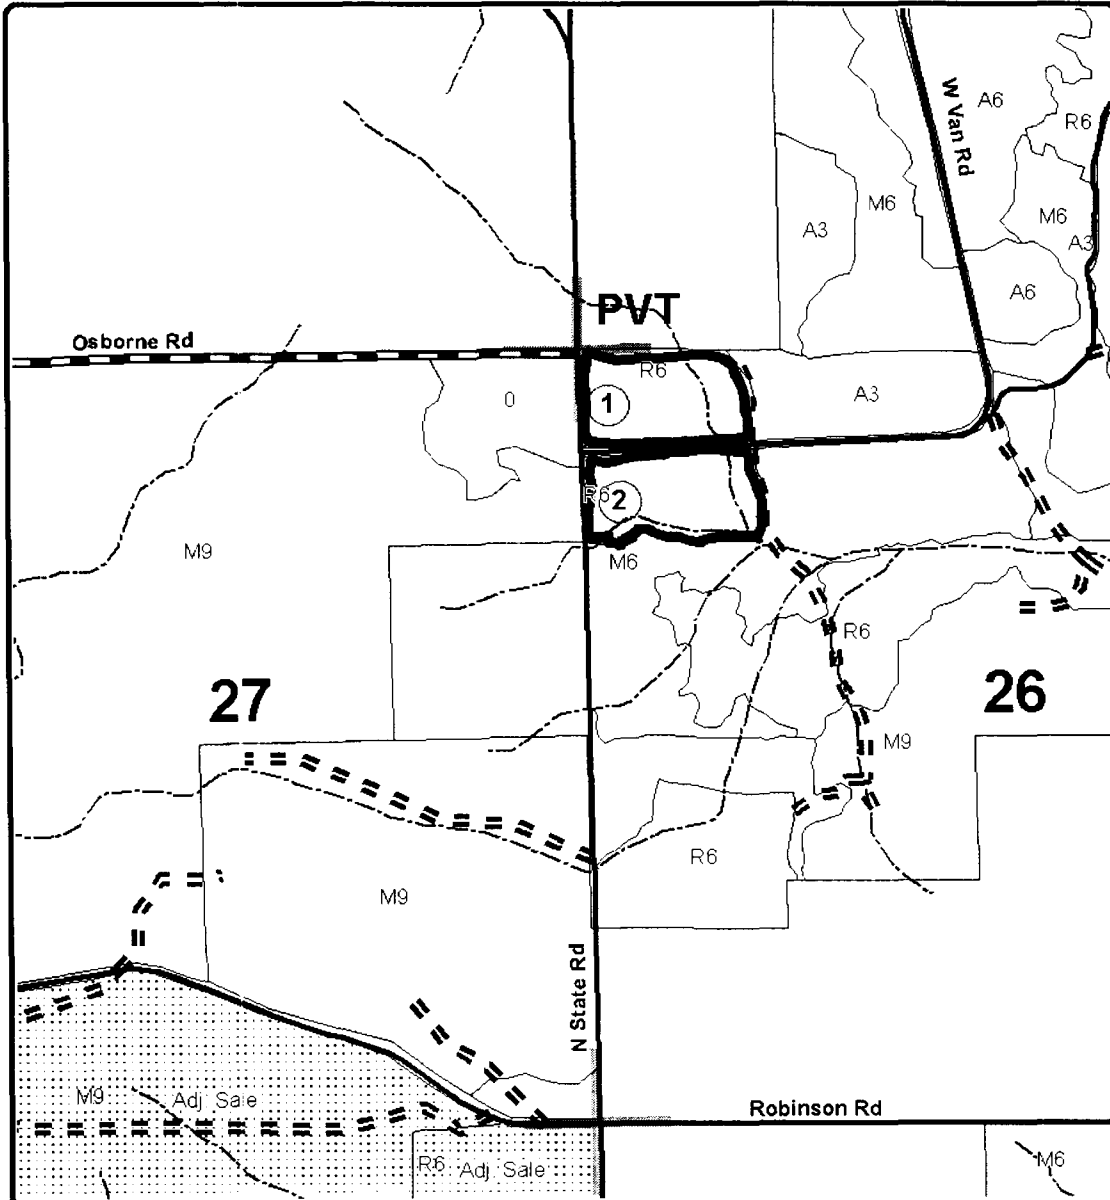 W Van Rd
A6
R6
M6
A3
M6
A3
A6
PVT
Osborne Rd
R6
0
1
A3
R6
2
M9
M6
R6
27
26
M9
R6
M9
N State Rd
M9
Adj. Sale
Robinson Rd
R6
Adj. Sale
M6